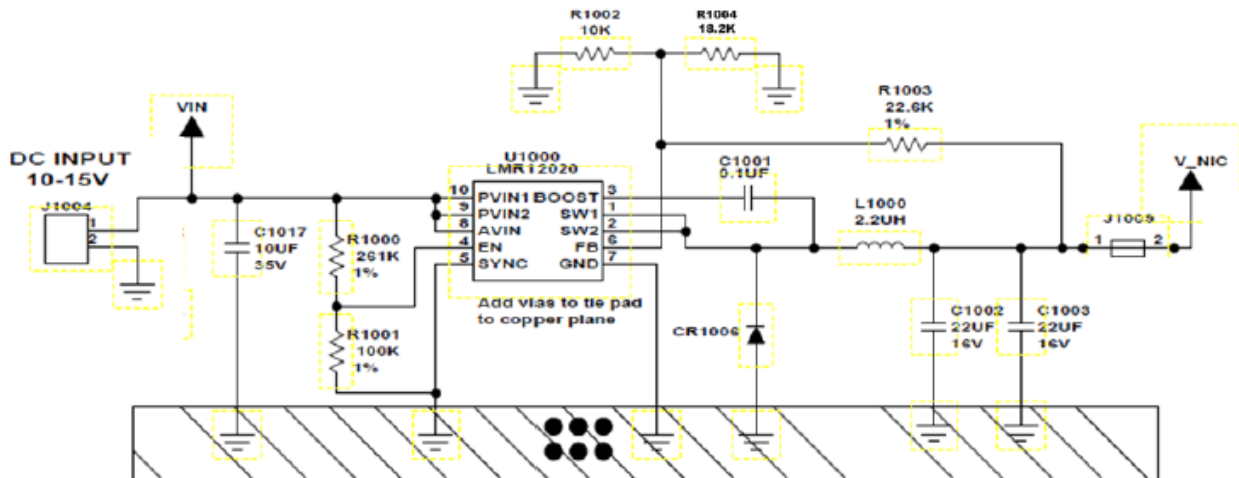 R1002
10K
R1004
18.2K
VIN
R1003
22.6K
1%
DC INPUT
10-15V
J1004
1
2
U1000
LMR12020
10 PVIN1 BOOST 3
9 PVIN2 SW1 1
8 AVIN SW2 2
4 EN FB 6
5 SYNC GND 7
C1001
0.1UF
V_NIC
L1000
2.2UH
J1009
1 2
C1017
10UF
35V
R1000
261K
1%
Add vias to tie pad
to copper plane
R1001
100K
1%
CR1006
C1002
22UF
16V
C1003
22UF
16V